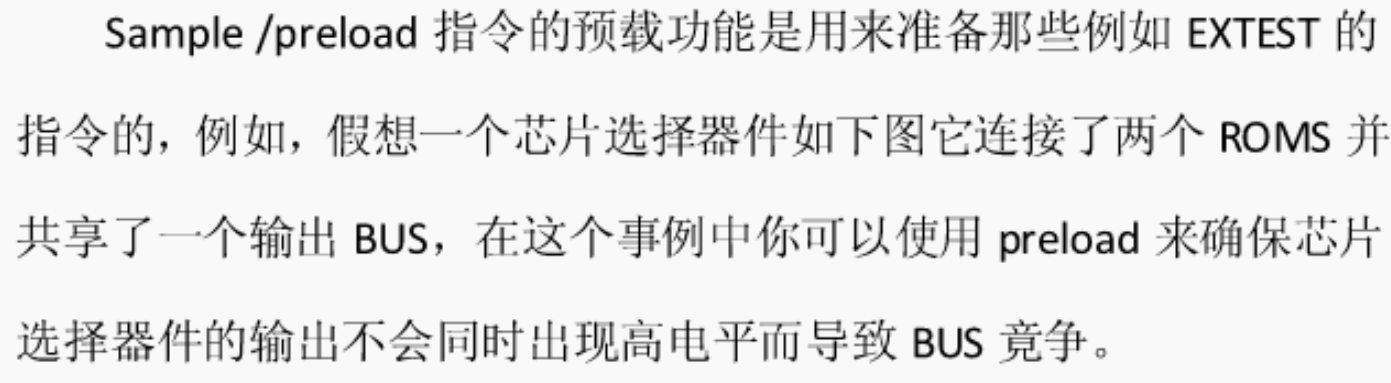 Sample /preload 指令的预载功能是用来准备那些例如 EXTEST 的
指令的，例如，假想一个芯片选择器件如下图它连接了两个 ROMS 并
共享了一个输出 BUS，在这个事例中你可以使用 preload 来确保芯片
选择器件的输出不会同时出现高电平而导致 BUS 竟争。